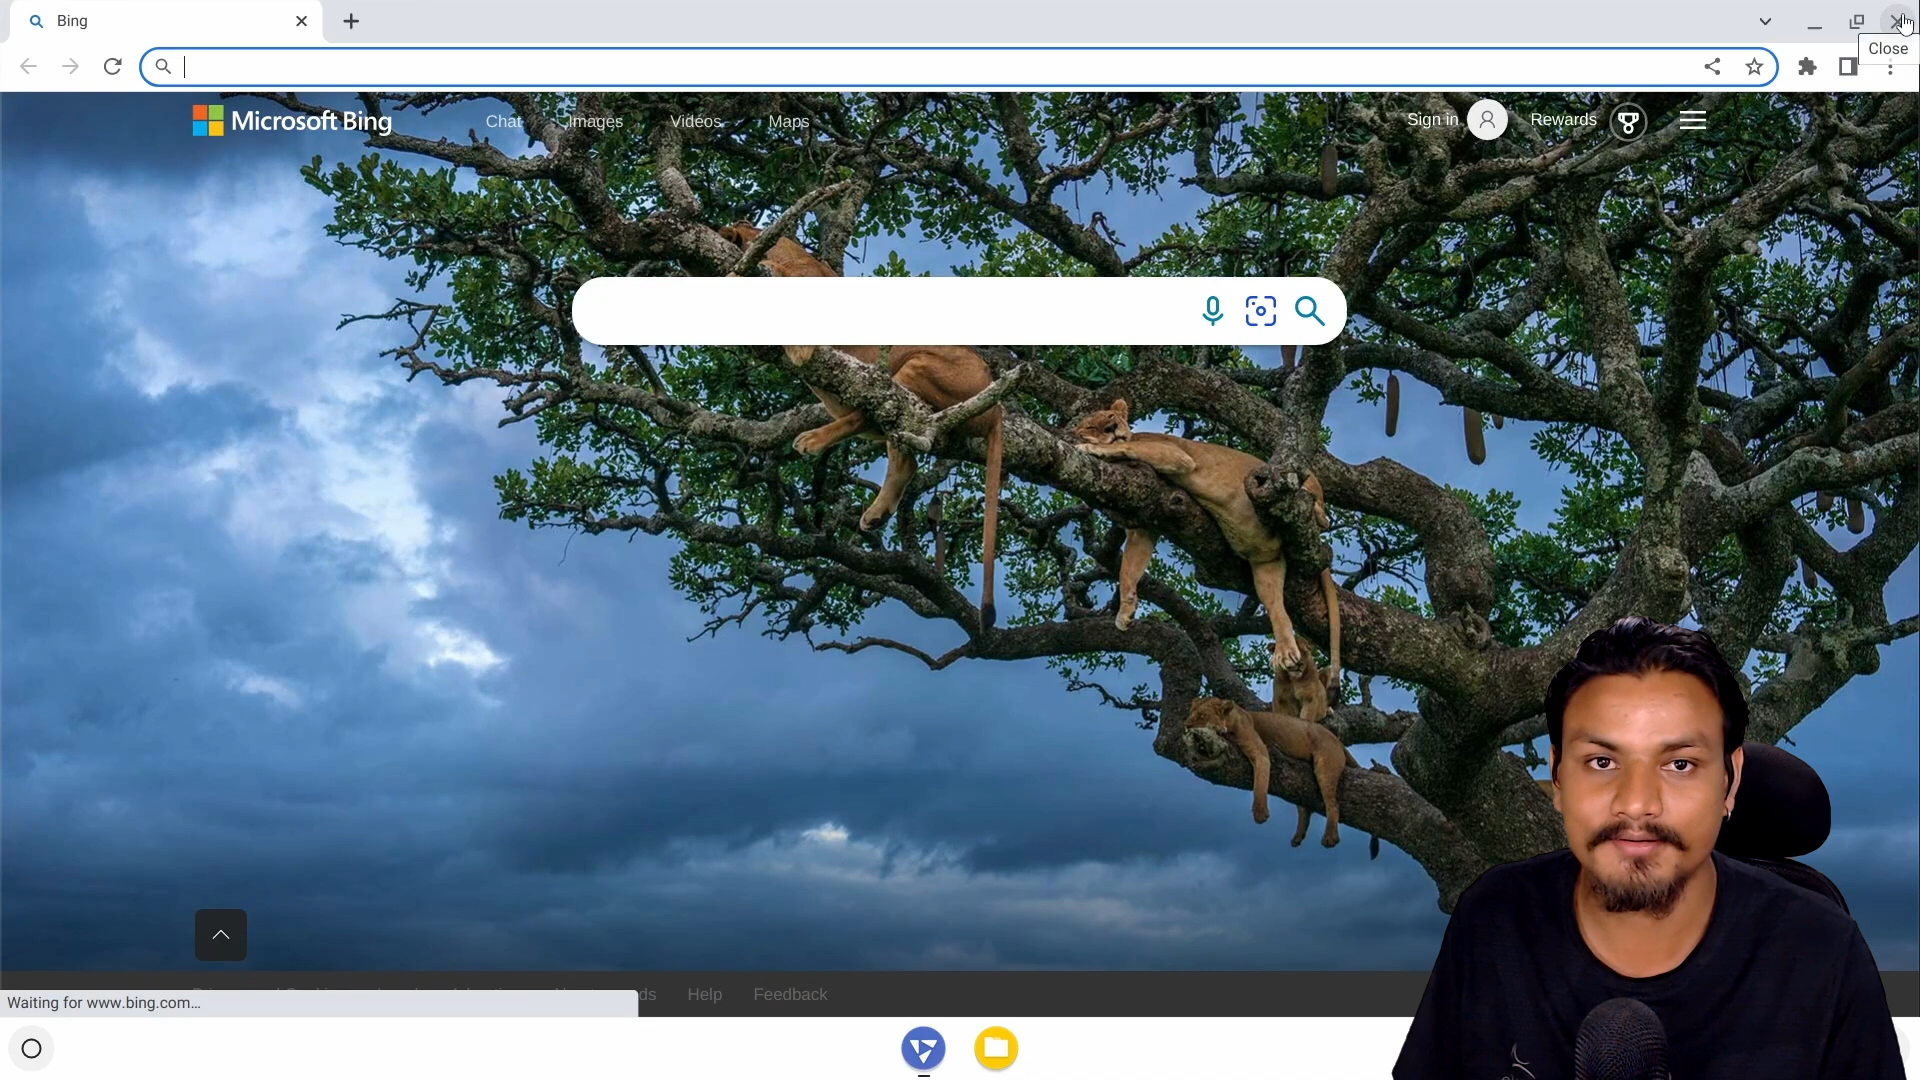 Bing
Close
Microsoft Bing
Chat
Images
Videos
Maps
Sign in
Rewards
Help
Feedback
Waiting for www.bing.com...